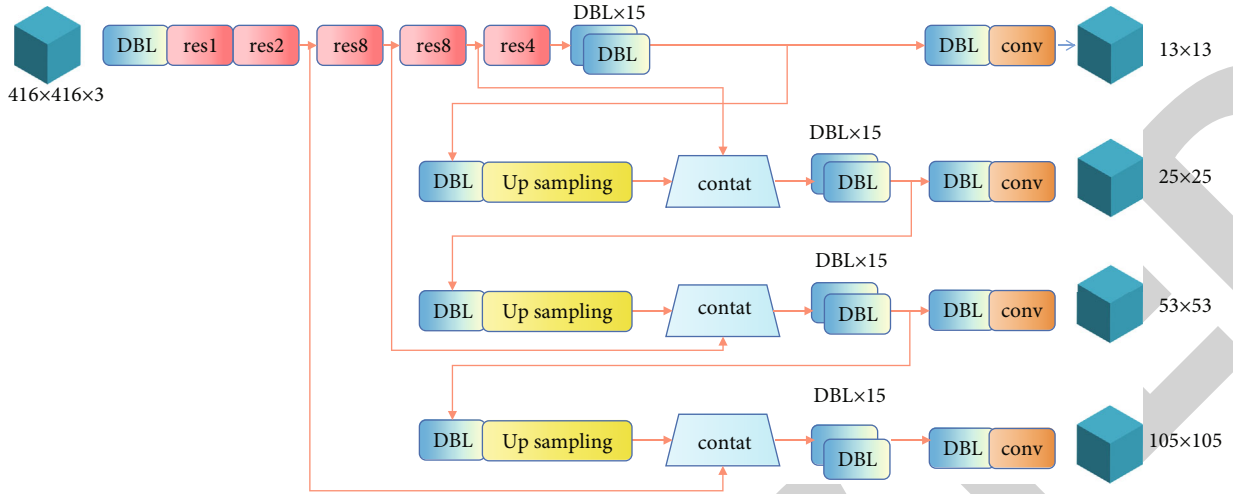 DBL×15
DBL res1 res2 res8 res8 res4 DBL DBL conv
13×13
416×416×3
DBL×15
DBL Up sampling contat DBL DBL conv 25×25
DBL×15
DBL Up sampling contat DBL DBL conv 53×53
DBL×15
DBL Up sampling contat DBL DBL conv 105×105